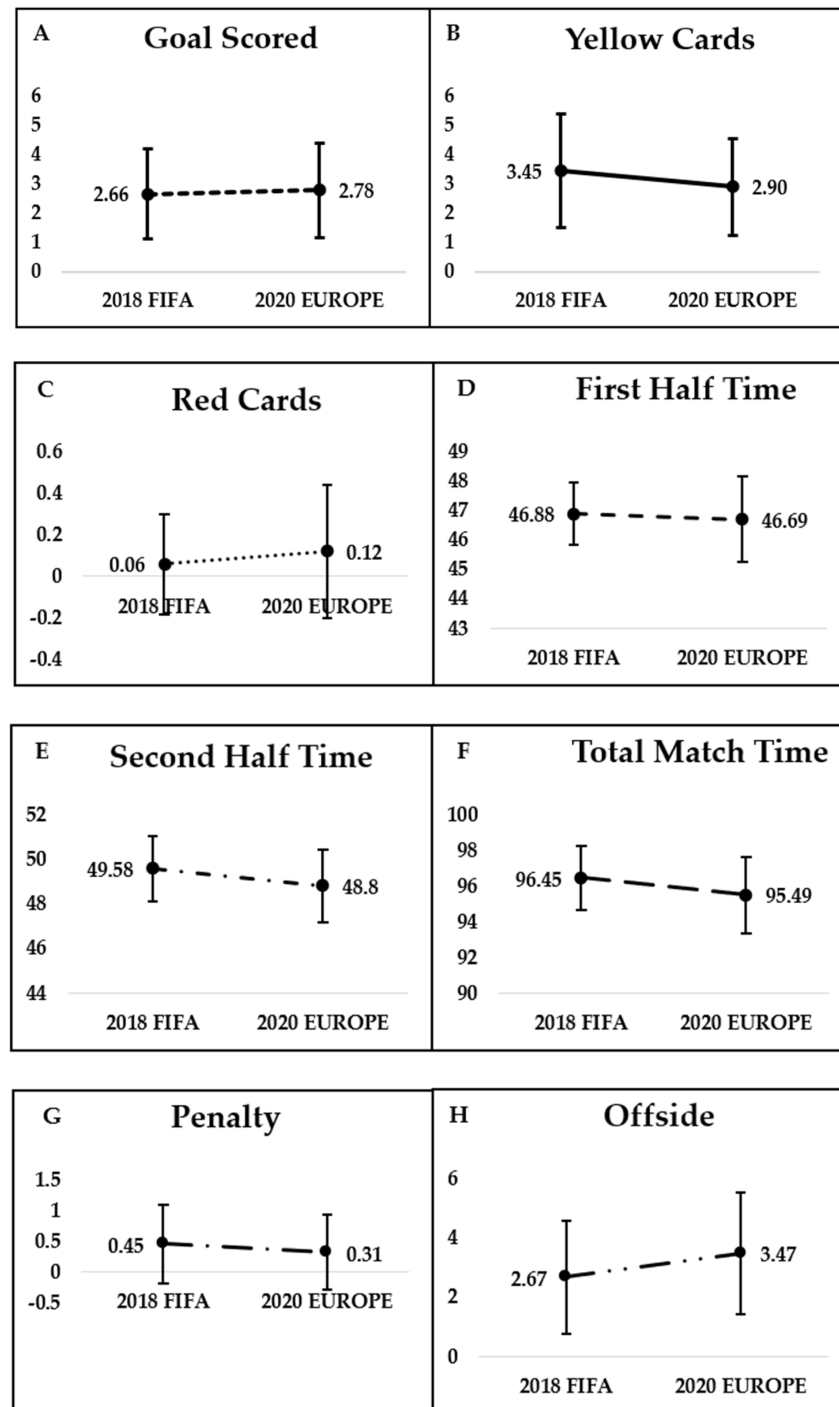 A
Goal Scored
6
5
4
3
2
1
0
2.66
2.78
2018 FIFA
2020 EUROPE
B
Yellow Cards
6
5
4
3
2
1
0
3.45
2.90
2018 FIFA
2020 EUROPE
C
Red Cards
0.6
0.4
0.2
0
-0.2
-0.4
0.06
0.12
2018 FIFA
2020 EUROPE
D
First Half Time
49
48
47
46
45
44
43
46.88
46.69
2018 FIFA
2020 EUROPE
E
Second Half Time
52
50
48
46
44
49.58
48.8
2018 FIFA
2020 EUROPE
F
Total Match Time
100
98
96
94
92
90
96.45
95.49
2018 FIFA
2020 EUROPE
G
Penalty
1.5
1
0.5
0
-0.5
0.45
0.31
2018 FIFA
2020 EUROPE
H
Offside
6
4
2
0
2.67
3.47
2018 FIFA
2020 EUROPE